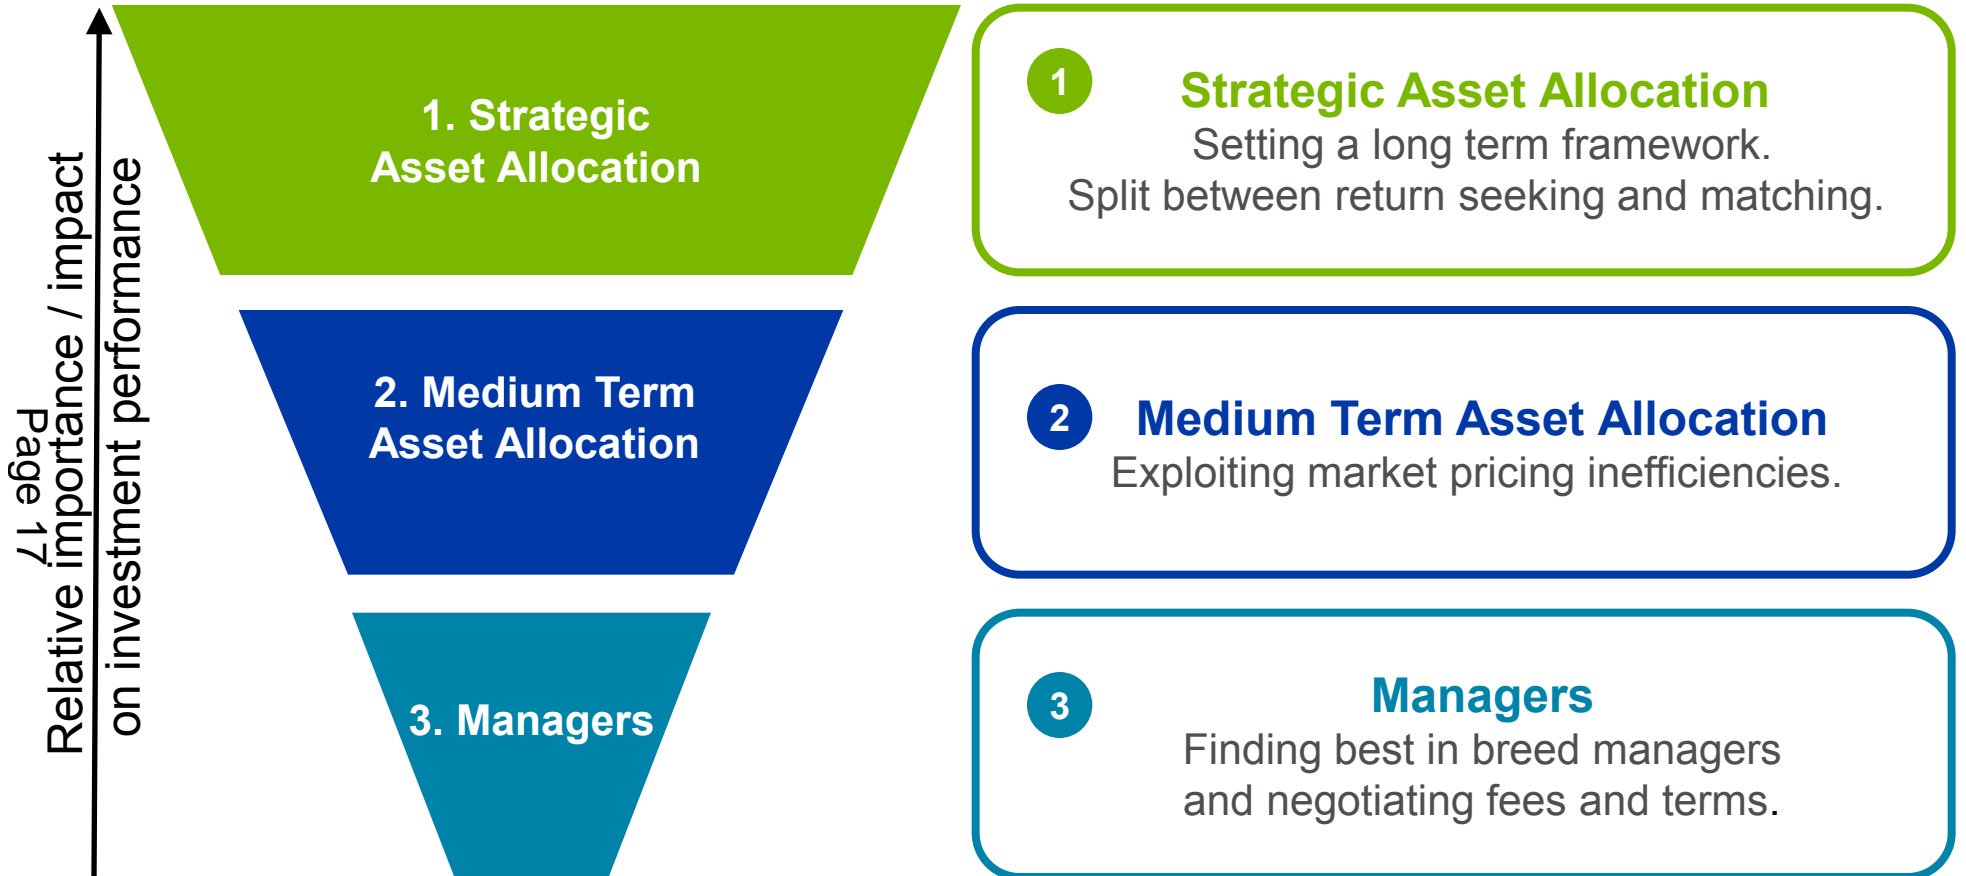 Relative importance / impact
on investment performance
Page 17
1. Strategic
Asset Allocation
2. Medium Term
Asset Allocation
3. Managers
1
Strategic Asset Allocation
Setting a long term framework.
Split between return seeking and matching.
2
Medium Term Asset Allocation
Exploiting market pricing inefficiencies.
3
Managers
Finding best in breed managers
and negotiating fees and terms.